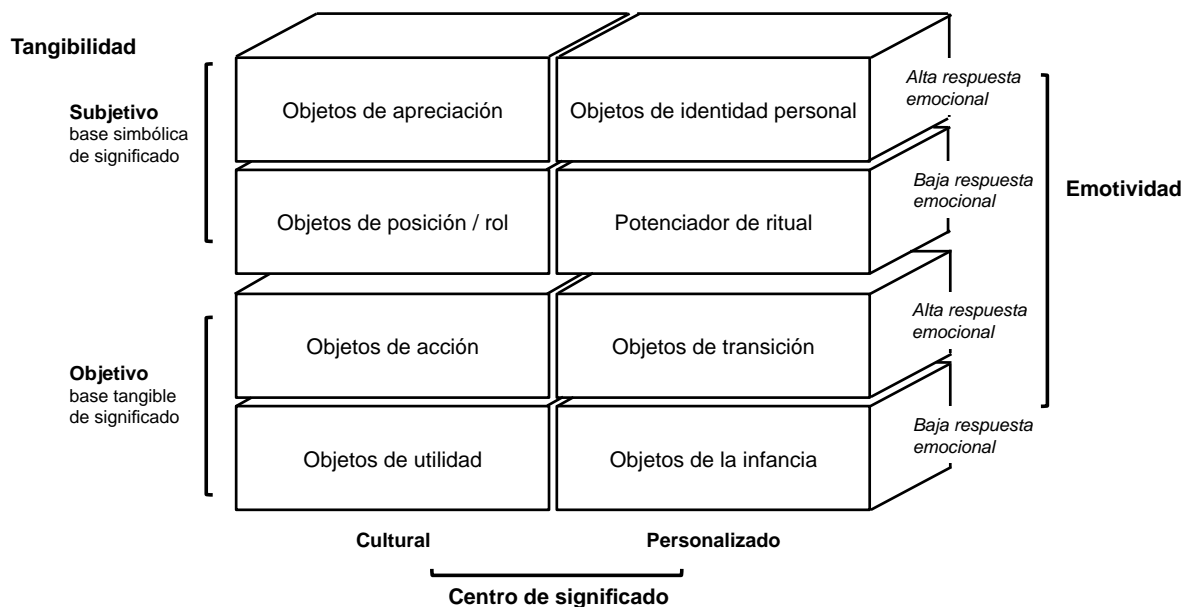 Tangibilidad
Subjetivo
base simbólica
de significado
Objetos de apreciación
Objetos de identidad personal
Alta respuesta
emocional
Objetos de posición / rol
Potenciador de ritual
Baja respuesta
emocional
Emotividad
Objetivo
base tangible
de significado
Objetos de acción
Objetos de transición
Alta respuesta
emocional
Objetos de utilidad
Objetos de la infancia
Baja respuesta
emocional
Cultural
Personalizado
Centro de significado